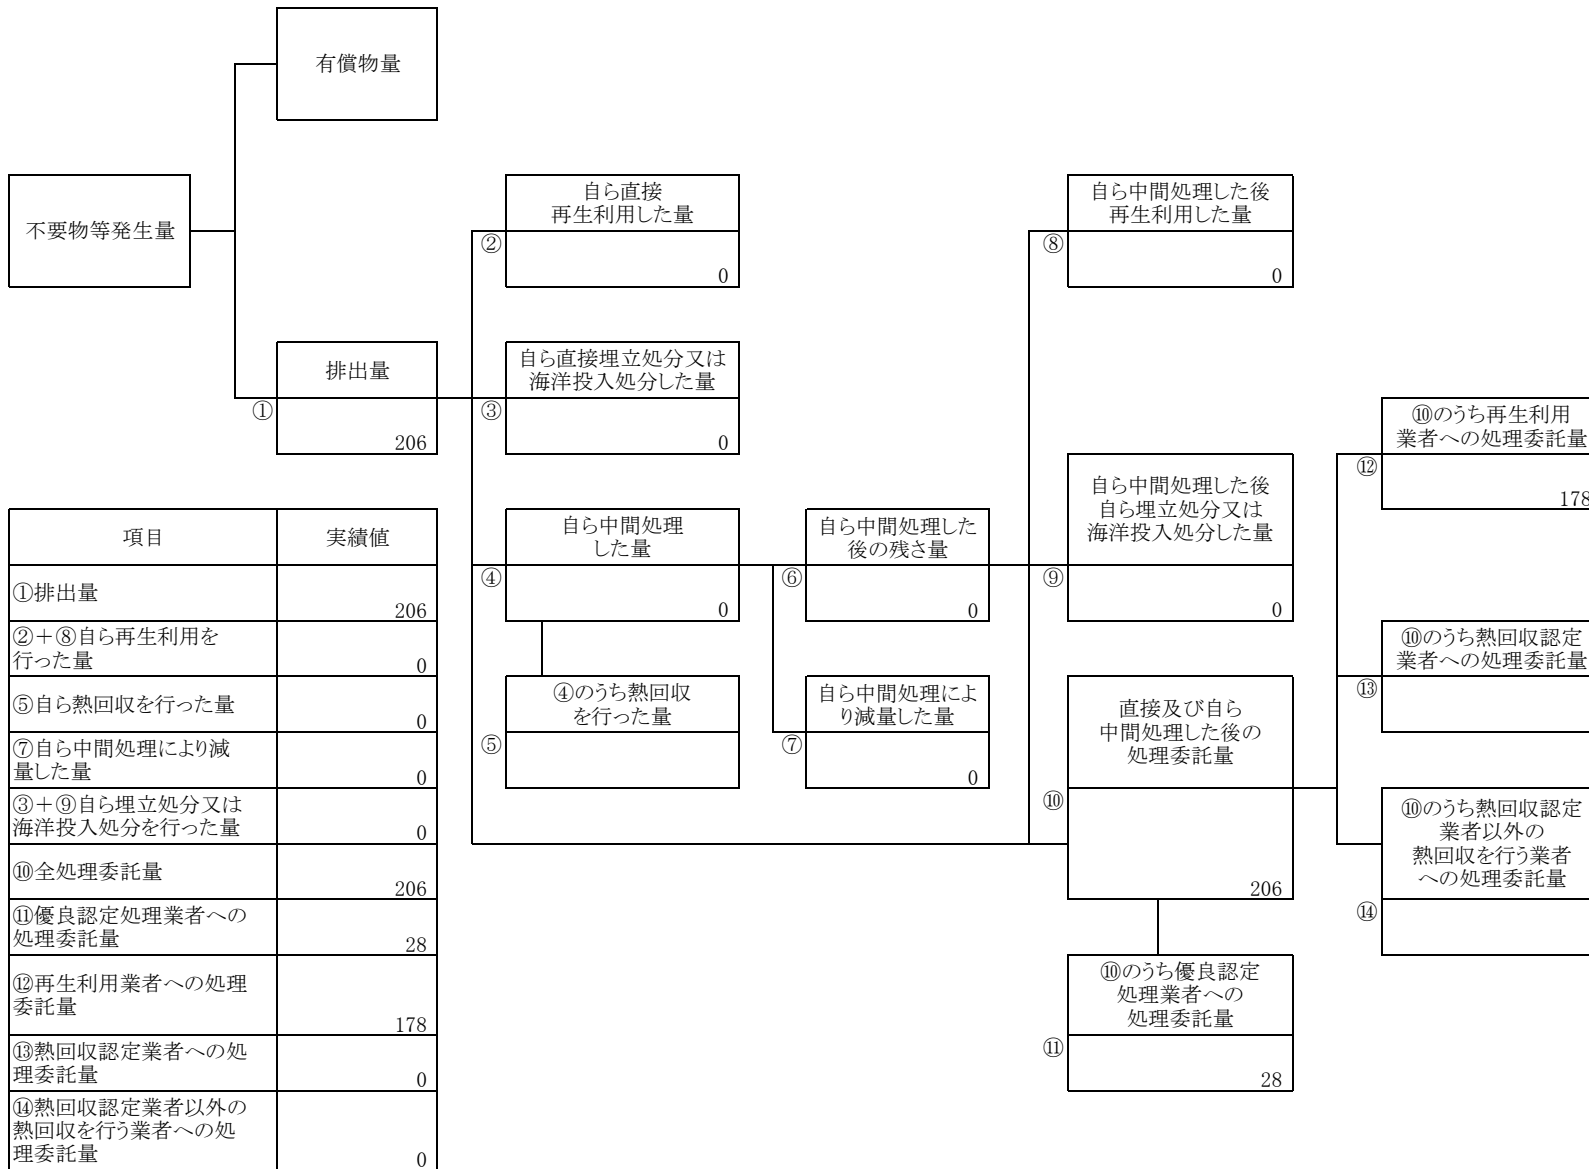 有償物量
不要物等発生量
排出量
①
206
自ら直接
再生利用した量
②
0
自ら直接埋立処分又は
海洋投入処分した量
③
0
自ら中間処理
した量
④
0
④のうち熱回収
を行った量
⑤
自ら中間処理した
後の残さ量
⑥
0
自ら中間処理によ
り減量した量
⑦
0
自ら中間処理した後
再生利用した量
⑧
0
自ら中間処理した後
自ら埋立処分又は
海洋投入処分した量
⑨
0
直接及び自ら
中間処理した後の
処理委託量
⑩
206
⑩のうち優良認定
処理業者への
処理委託量
⑪
28
⑩のうち再生利用
業者への処理委託量
⑫
178
⑩のうち熱回収認定
業者への処理委託量
⑬
⑩のうち熱回収認定
業者以外の
熱回収を行う業者
への処理委託量
⑭
項目 実績値
①排出量
206
②+⑧自ら再生利用を
行った量
0
⑤自ら熱回収を行った量
0
⑦自ら中間処理により減
量した量
0
③+⑨自ら埋立処分又は
海洋投入処分を行った量
0
⑩全処理委託量
206
⑪優良認定処理業者への
処理委託量
28
⑫再生利用業者への処理
委託量
178
⑬熱回収認定業者への処
理委託量
0
⑭熱回収認定業者以外の
熱回収を行う業者への処
理委託量
0